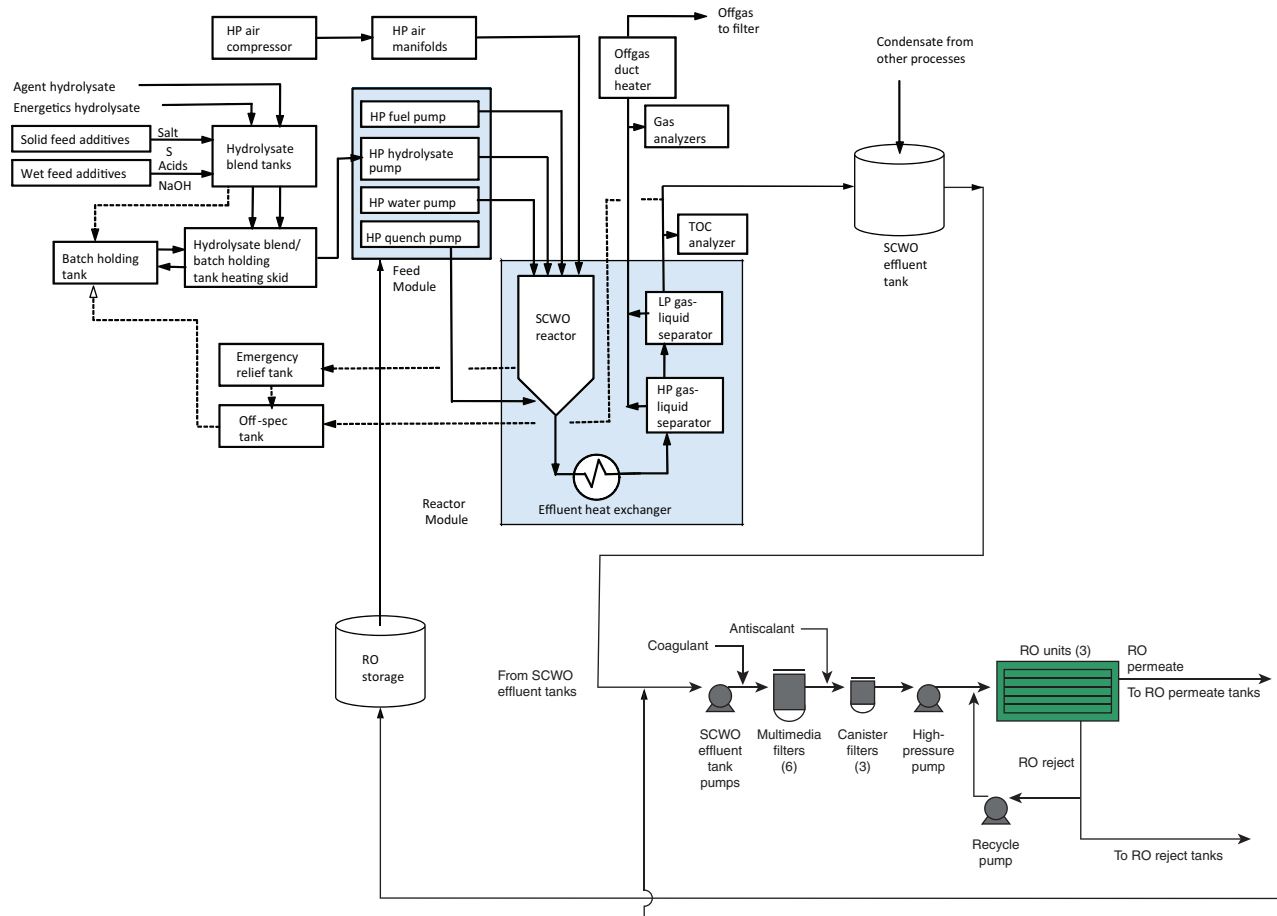 HP air
compressor
HP air
manifolds
Offgas
to filter
Offgas
duct
heater
Condensate from
other processes
Agent hydrolysate
Energetics hydrolysate
Solid feed additives
Salt
S
Wet feed additives
Acids
NaOH
Hydrolysate
blend tanks
HP fuel pump
HP hydrolysate
pump
HP water pump
HP quench pump
Feed
Module
Gas
analyzers
TOC
analyzer
SCWO
effluent
tank
Batch holding
tank
Hydrolysate blend/
batch holding
tank heating skid
SCWO
reactor
LP gas-
liquid
separator
HP gas-
liquid
separator
Emergency
relief tank
Off-spec
tank
Effluent heat exchanger
Reactor
Module
RO
storage
From SCWO
effluent tanks
Coagulant
Antiscalant
RO units (3)
RO
permeate
To RO permeate tanks
SCWO
effluent
tank
pumps
Multimedia
filters
(6)
Canister
filters
(3)
High-
pressure
pump
RO reject
Recycle
pump
To RO reject tanks